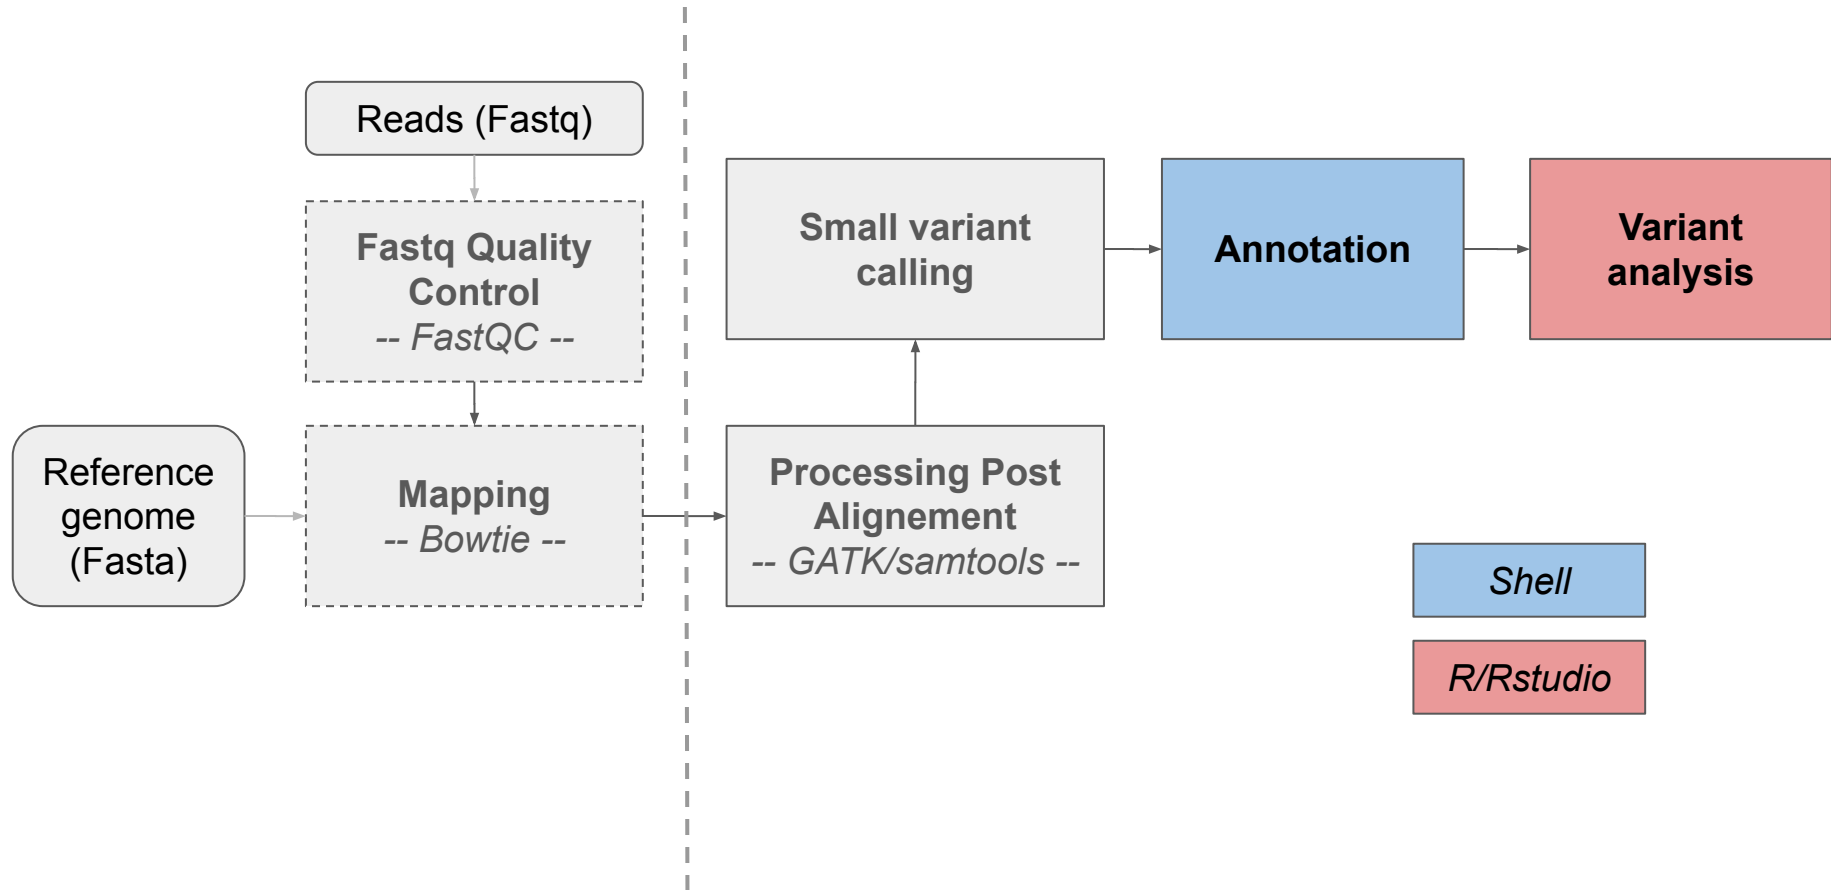 Reads (Fastq)
Fastq Quality
Control
-- FastQC --
Reference
genome
(Fasta)
Mapping
-- Bowtie --
Processing Post
Alignement
-- GATK/samtools --
Small variant
calling
Annotation
Variant
analysis
Shell
R/Rstudio